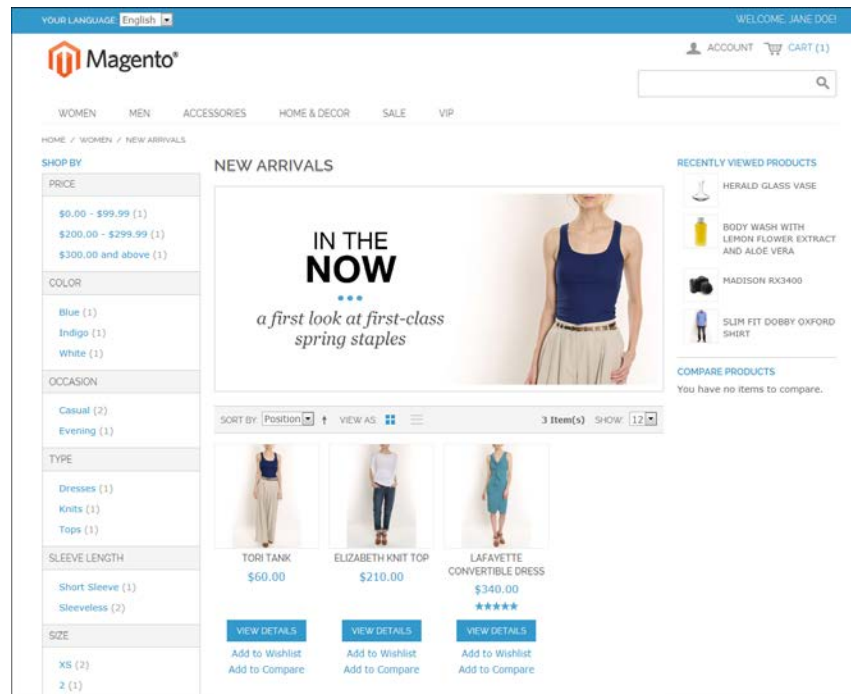 YOUR LANGUAGE: English
WELCOME, JANE DOE!
Magento®
ACCOUNT CART (1)
WOMEN MEN ACCESSORIES HOME & DECOR SALE VIP
HOME / WOMEN / NEW ARRIVALS
SHOP BY
PRICE
$0.00 - $99.99 (1)
$200.00 - $299.99 (1)
$300.00 and above (1)
COLOR
Blue (1)
Indigo (1)
White (1)
OCCASION
Casual (2)
Evening (1)
TYPE
Dresses (1)
Knits (1)
Tops (1)
SLEEVE LENGTH
Short Sleeve (1)
Sleeveless (2)
SIZE
XS (2)
2 (1)
NEW ARRIVALS
IN THE
NOW
a first look at first-class
spring staples
SORT BY Position VIEW AS 3 Item(s) SHOW 12
TORI TANK
$60.00
VIEW DETAILS
Add to Wishlist
Add to Compare
ELIZABETH KNIT TOP
$210.00
VIEW DETAILS
Add to Wishlist
Add to Compare
LAFAYETTE
CONVERTIBLE DRESS
$340.00
VIEW DETAILS
Add to Wishlist
Add to Compare
RECENTLY VIEWED PRODUCTS
HERALD GLASS VASE
BODY WASH WITH
LEMON FLOWER EXTRACT
AND ALOE VERA
MADISON RX3400
SLIM FIT DOBBY OXFORD
SHIRT
COMPARE PRODUCTS
You have no items to compare.